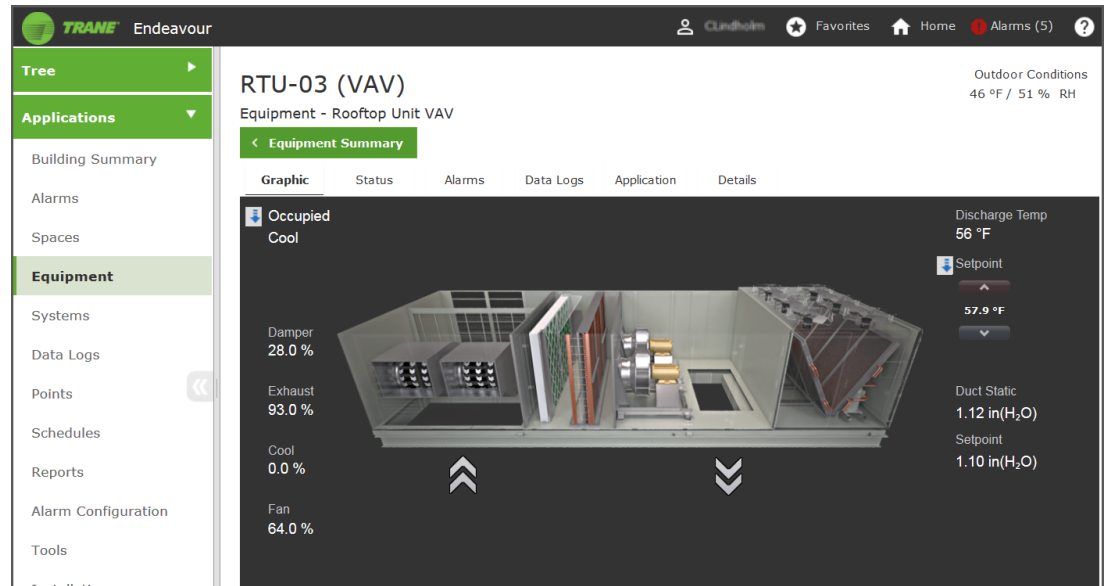 TRANE Endeavour
Favorites Home Alarms (5) ?
Tree
Applications
Building Summary
Alarms
Spaces
Equipment
Systems
Data Logs
Points
Schedules
Reports
Alarm Configuration
Tools
RTU-03 (VAV)
Equipment - Rooftop Unit VAV
Outdoor Conditions
46 °F / 51 % RH
< Equipment Summary
Graphic Status Alarms Data Logs Application Details
Occupied
Cool
Damper
28.0 %
Exhaust
93.0 %
Cool
0.0 %
Fan
64.0 %
Discharge Temp
56 °F
Setpoint
57.9 °F
Duct Static
1.12 in(H₂O)
Setpoint
1.10 in(H₂O)